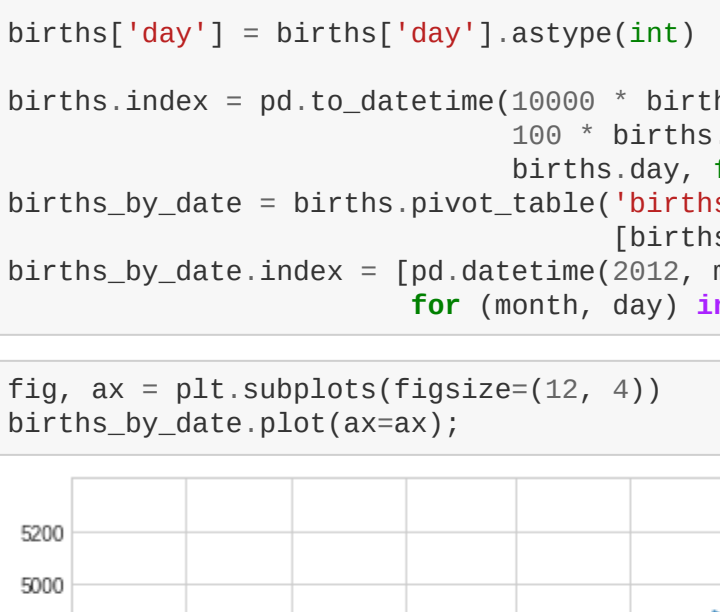 births['day'] = births['day'].astype(int)
births.index = pd.to_datetime(10000 * birth
100 * births.
births.day, f
births_by_date = births.pivot_table('births
[births
births_by_date.index = [pd.datetime(2012, m
for (month, day) in
fig, ax = plt.subplots(figsize=(12, 4))
births_by_date.plot(ax=ax);
5200
5000